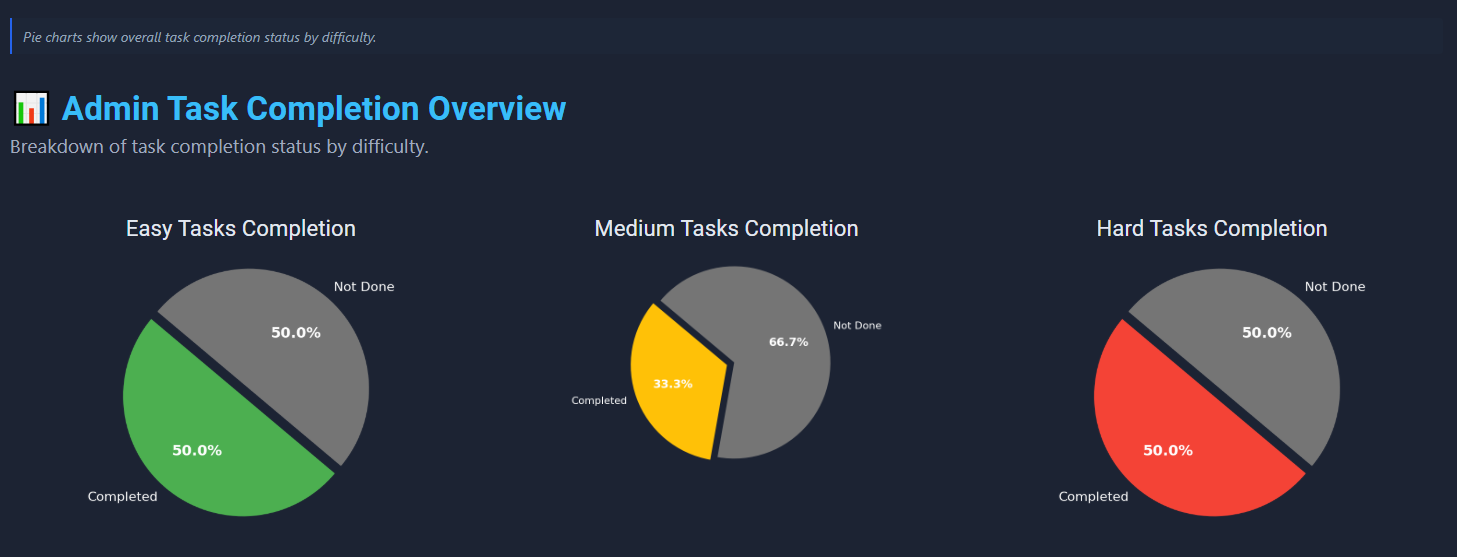 Pie charts show overall task completion status by difficulty.
📊 Admin Task Completion Overview
Breakdown of task completion status by difficulty.
Easy Tasks Completion
Not Done
50.0%
50.0%
Completed
Medium Tasks Completion
Not Done
66.7%
33.3%
Completed
Hard Tasks Completion
Not Done
50.0%
50.0%
Completed